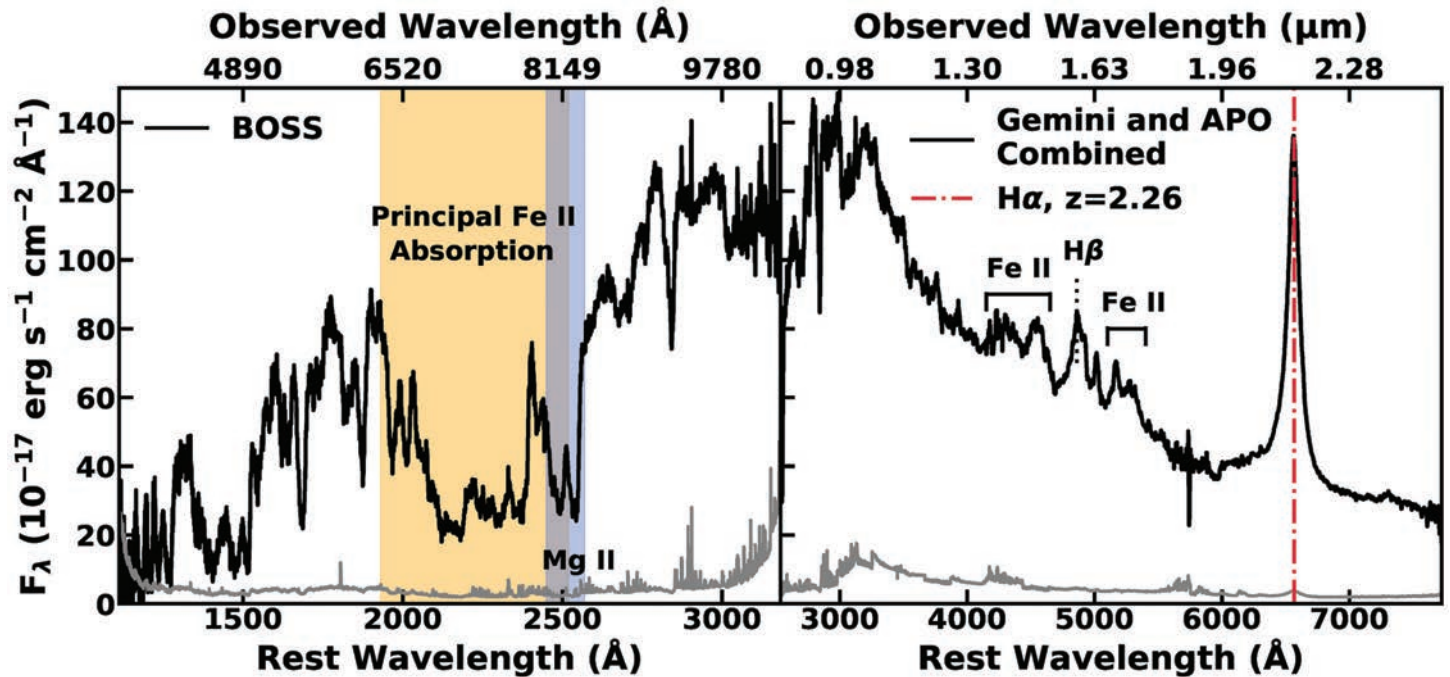 Observed Wavelength (Å)
4890 6520 8149 9780
Observed Wavelength (μm)
0.98 1.30 1.63 1.96 2.28
F_λ (10⁻¹⁷ erg s⁻¹ cm⁻² Å⁻¹)
140
120
100
80
60
40
20
0
BOSS
Principal Fe II
Absorption
Mg II
Gemini and APO
Combined
Hα, z=2.26
Fe II
Hβ
Fe II
1500 2000 2500 3000
Rest Wavelength (Å)
3000 4000 5000 6000 7000
Rest Wavelength (Å)